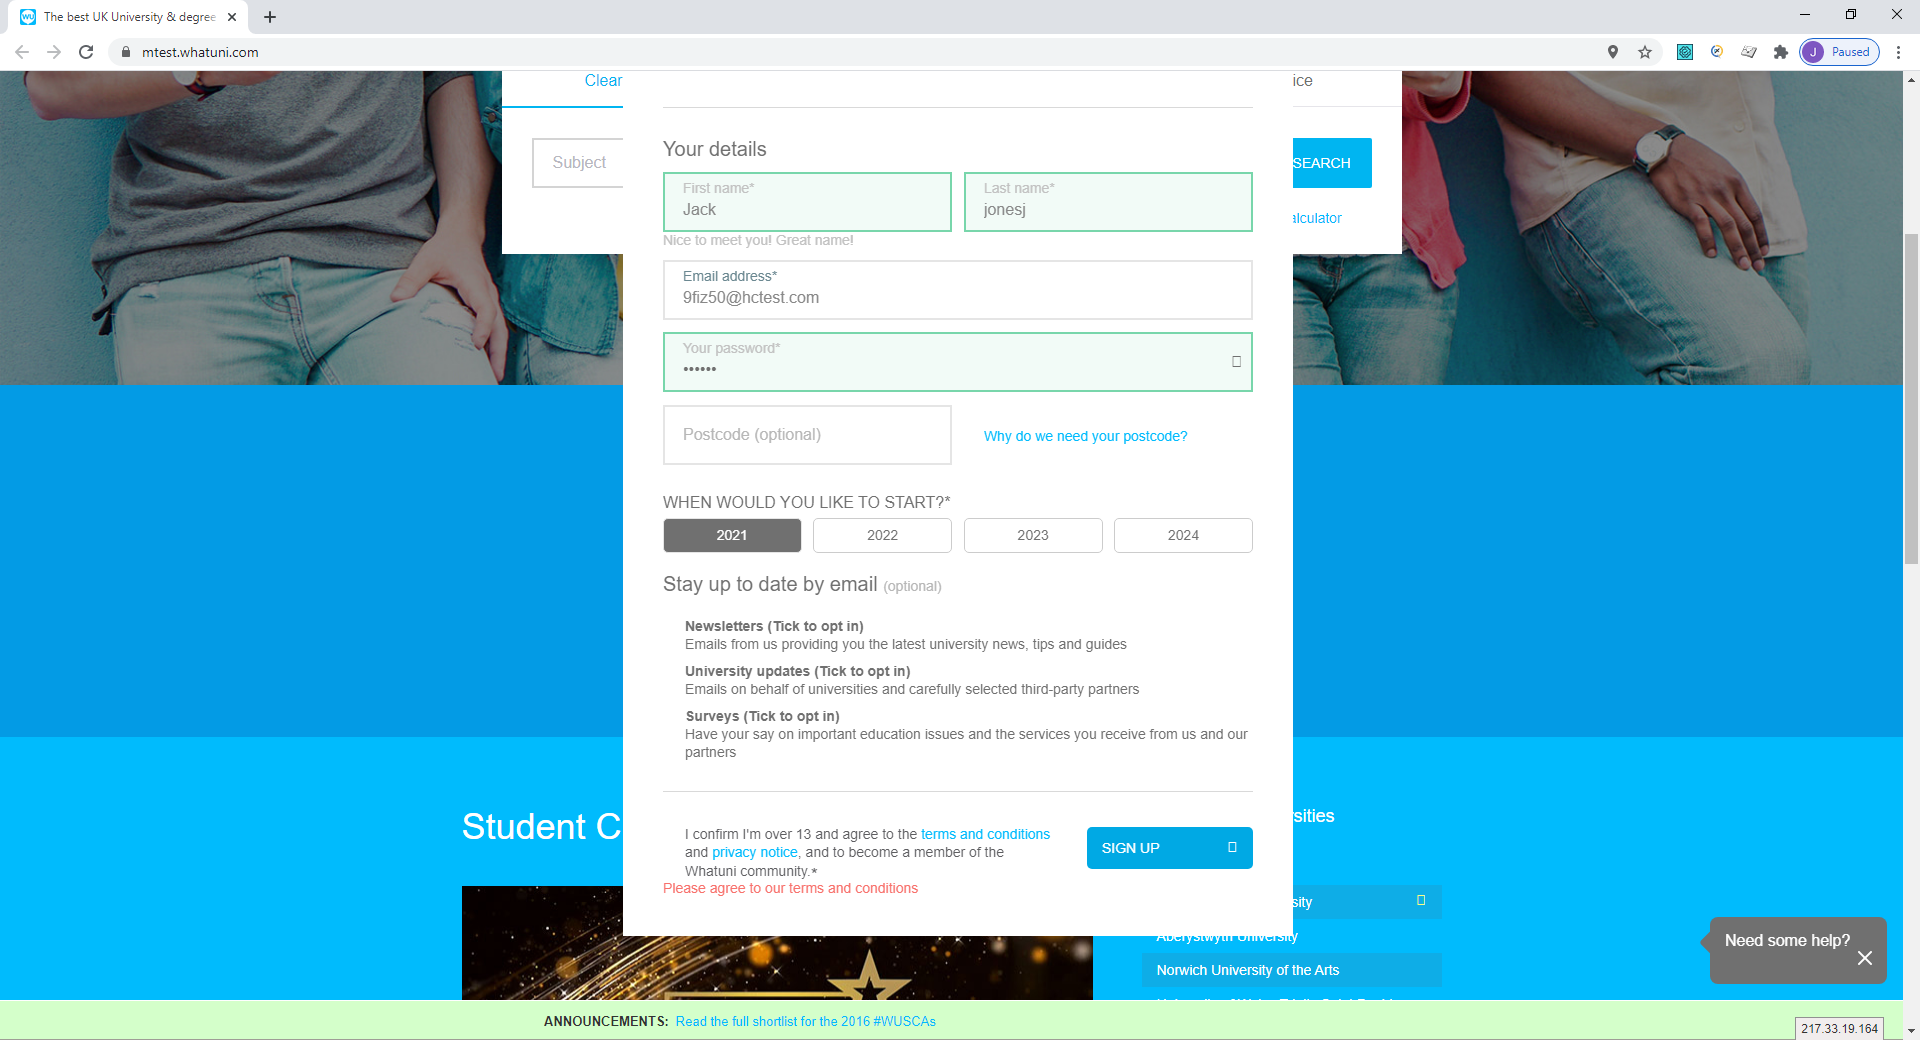 The best UK University & degree
mtest.whatuni.com
J Paused
Clear
ice
Subject
SEARCH
alculator
Your details
First name*
Jack
Last name*
jonesj
Nice to meet you! Great name!
Email address*
9fiz50@hctest.com
Your password*
••••••
Postcode (optional)
Why do we need your postcode?
WHEN WOULD YOU LIKE TO START?*
2021
2022
2023
2024
Stay up to date by email (optional)
Newsletters (Tick to opt in)
Emails from us providing you the latest university news, tips and guides
University updates (Tick to opt in)
Emails on behalf of universities and carefully selected third-party partners
Surveys (Tick to opt in)
Have your say on important education issues and the services you receive from us and our
partners
Student C
rsities
I confirm I'm over 13 and agree to the terms and conditions
and privacy notice, and to become a member of the
Whatuni community.*
Please agree to our terms and conditions
SIGN UP
sity
Aberystwyth University
Norwich University of the Arts
Need some help?
ANNOUNCEMENTS: Read the full shortlist for the 2016 #WUSCAs
217.33.19.164